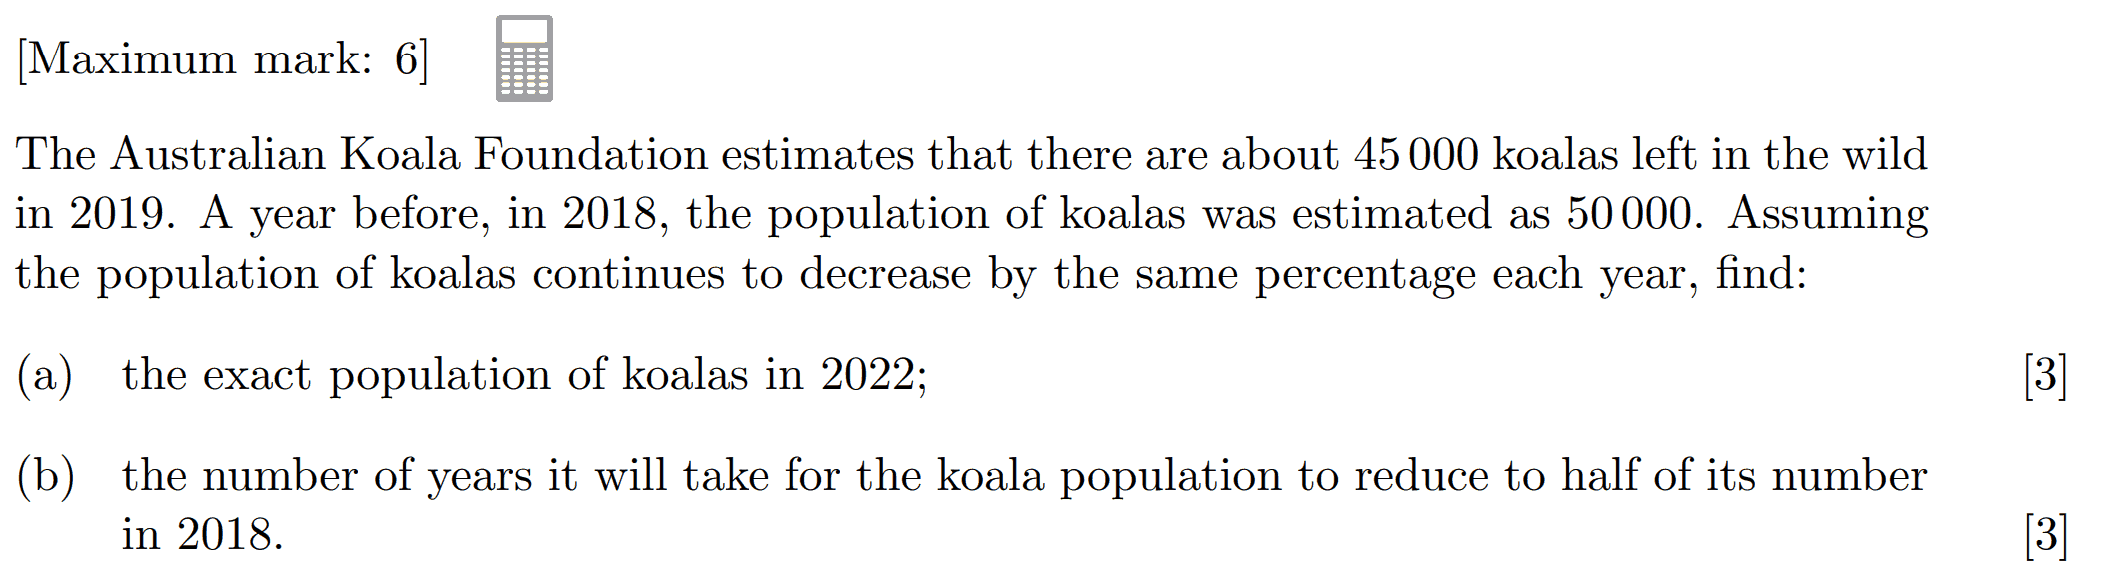 [Maximum mark: 6]
The Australian Koala Foundation estimates that there are about 45 000 koalas left in the wild
in 2019. A year before, in 2018, the population of koalas was estimated as 50 000. Assuming
the population of koalas continues to decrease by the same percentage each year, find:
(a) the exact population of koalas in 2022; [3]
(b) the number of years it will take for the koala population to reduce to half of its number
in 2018. [3]